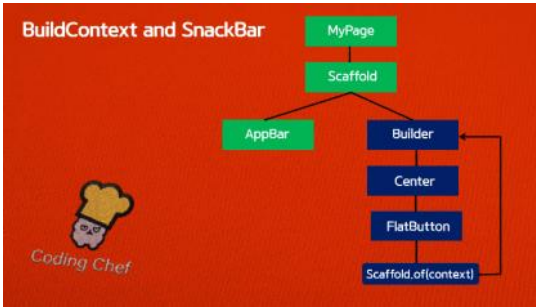 BuildContext and SnackBar
MyPage
Scaffold
AppBar
Builder
Center
FlatButton
Scaffold.of(context)
Coding Chef